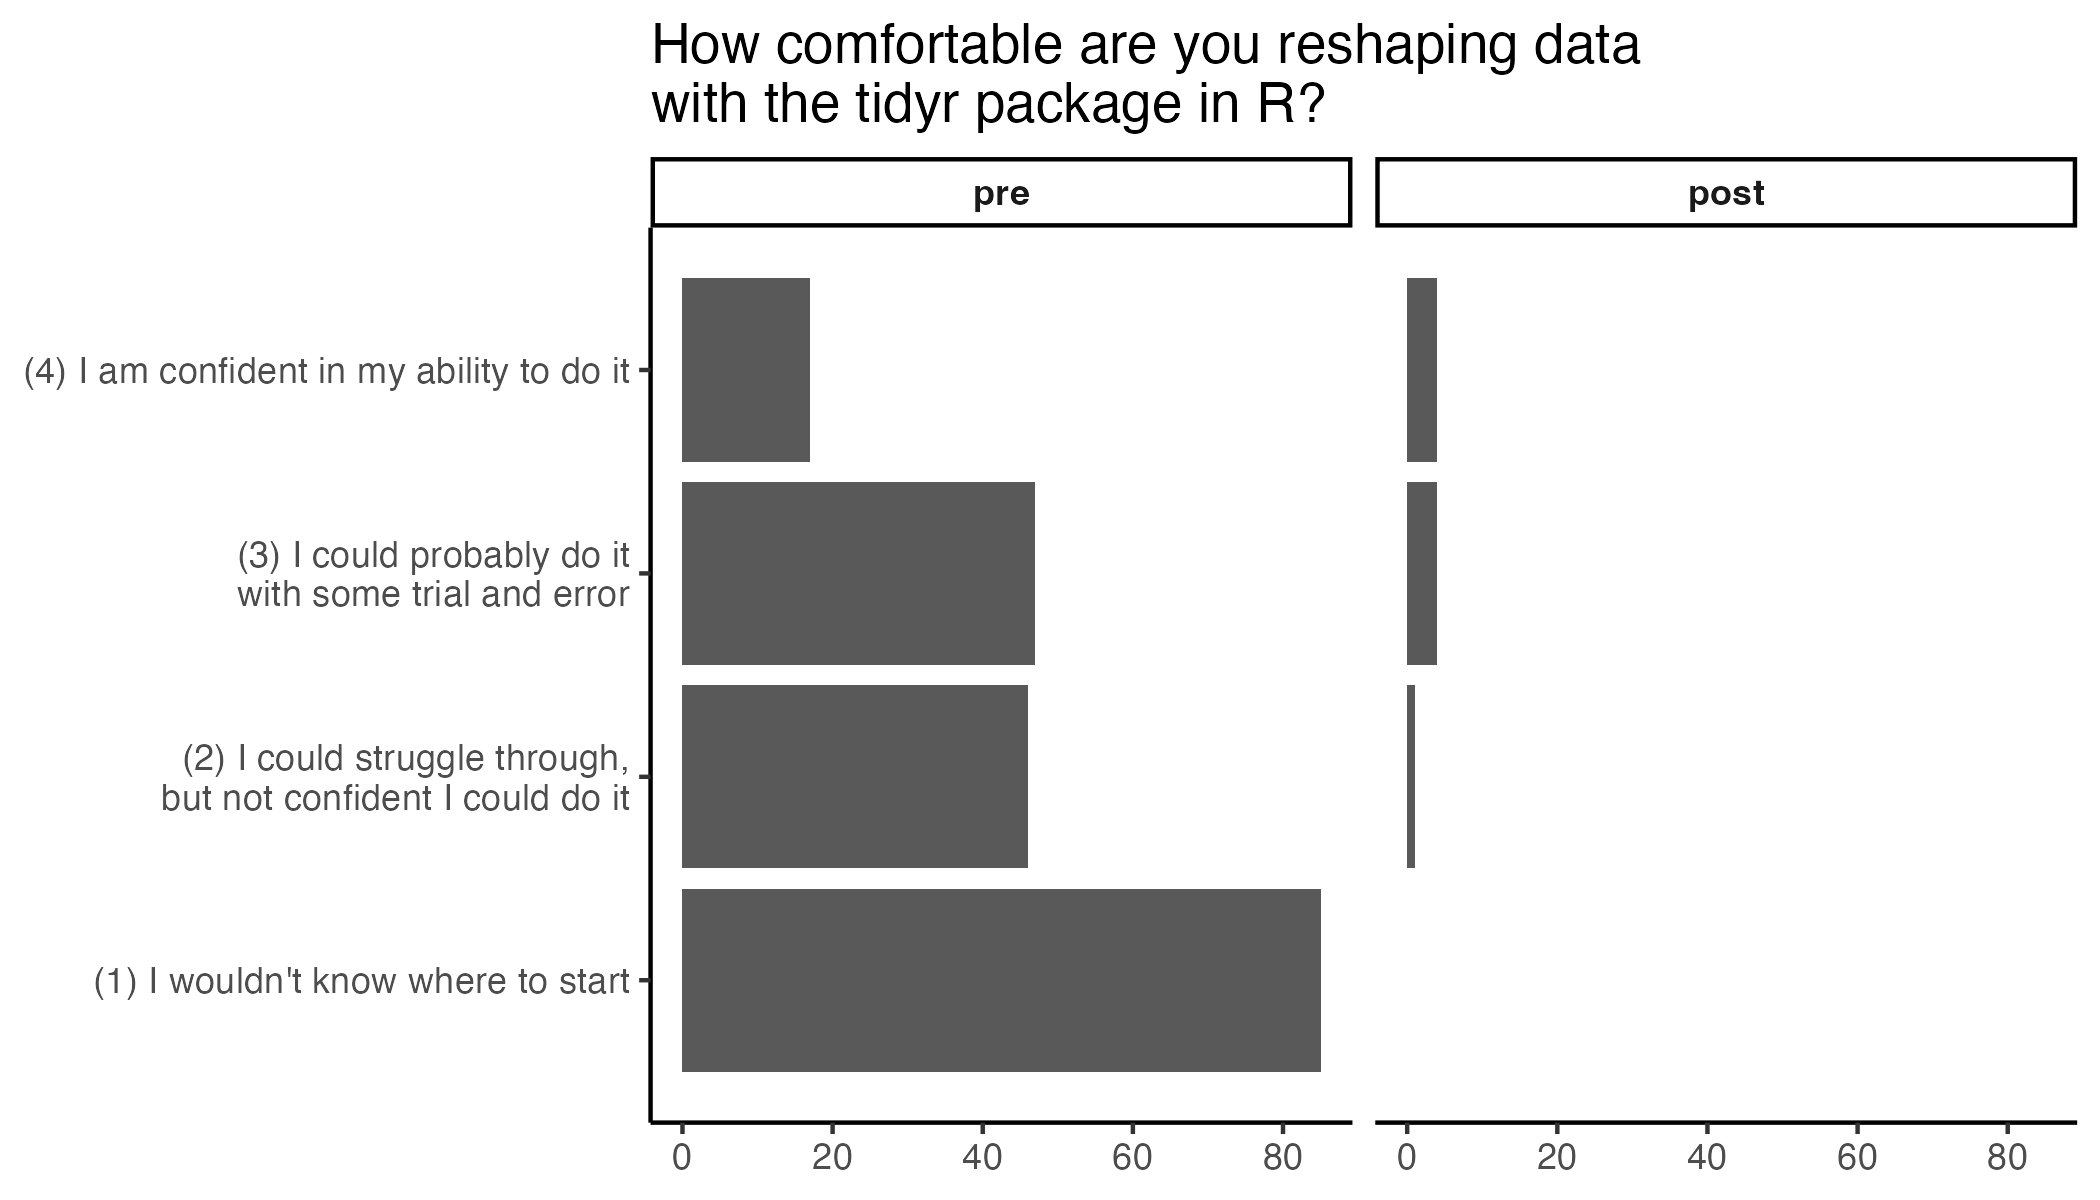 How comfortable are you reshaping data
with the tidyr package in R?
pre
post
(4) I am confident in my ability to do it
(3) I could probably do it
with some trial and error
(2) I could struggle through,
but not confident I could do it
(1) I wouldn't know where to start
0 20 40 60 80
0 20 40 60 80